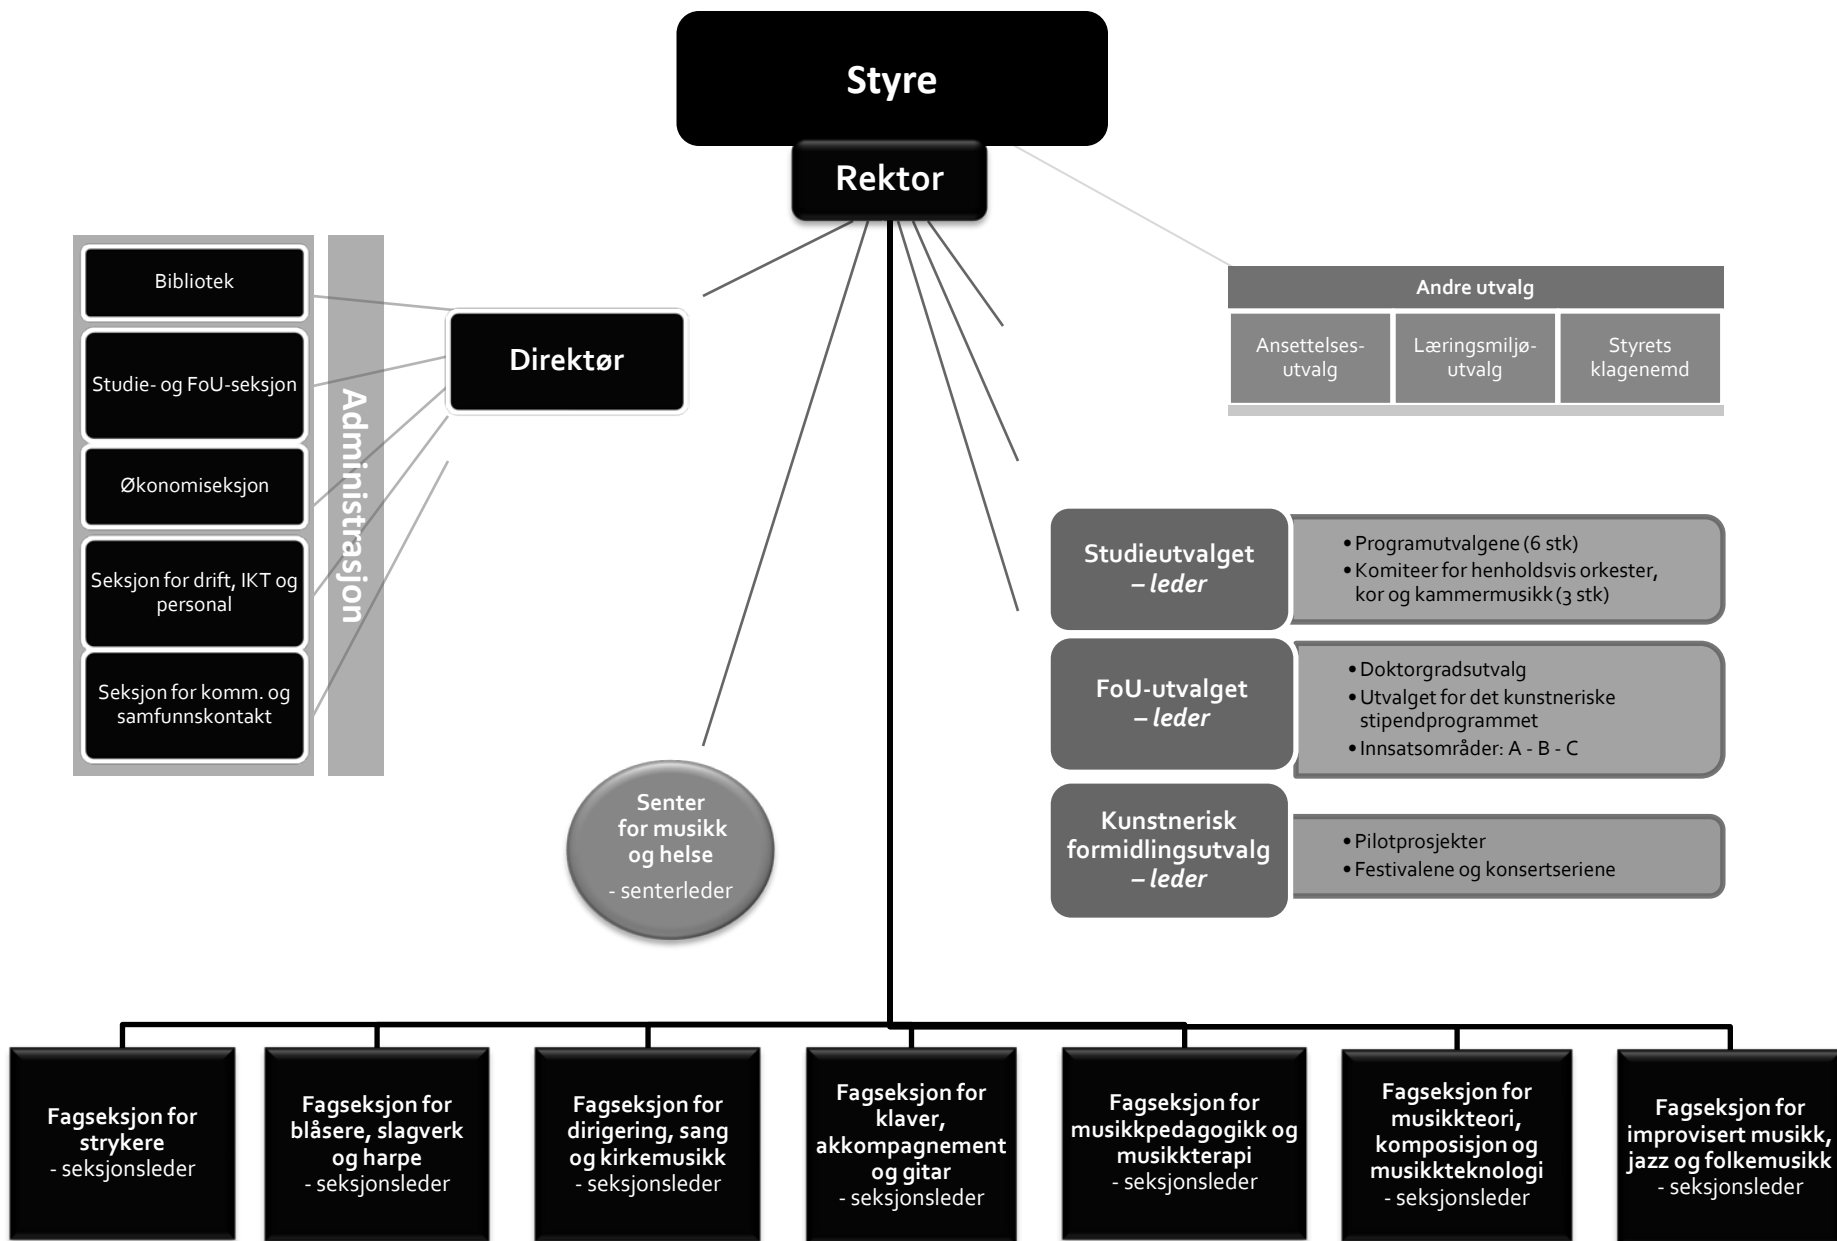 Styre
Rektor
Bibliotek
Studie- og FoU-seksjon
Økonomiseksjon
Seksjon for drift, IKT og
personal
Seksjon for komm. og
samfunnskontakt
Administrasjon
Direktør
Andre utvalg
Ansettelses-
utvalg
Læringsmiljø-
utvalg
Styrets
klagenemd
Studieutvalget
– leder
• Programutvalgene (6 stk)
• Komiteer for henholdsvis orkester,
kor og kammermusikk (3 stk)
FoU-utvalget
– leder
• Doktorgradsutvalg
• Utvalget for det kunstneriske
stipendprogrammet
• Innsatsområder: A - B - C
Kunstnerisk
formidlingsutvalg
– leder
• Pilotprosjekter
• Festivalene og konsertseriene
Senter
for musikk
og helse
- senterleder
Fagseksjon for
strykere
- seksjonsleder
Fagseksjon for
blåsere, slagverk
og harpe
- seksjonsleder
Fagseksjon for
dirigering, sang
og kirkemusikk
- seksjonsleder
Fagseksjon for
klaver,
akkompagnement
og gitar
- seksjonsleder
Fagseksjon for
musikkpedagogikk og
musikkterapi
- seksjonsleder
Fagseksjon for
musikkteori,
komposisjon og
musikkteknologi
- seksjonsleder
Fagseksjon for
improvisert musikk,
jazz og folkemusikk
- seksjonsleder